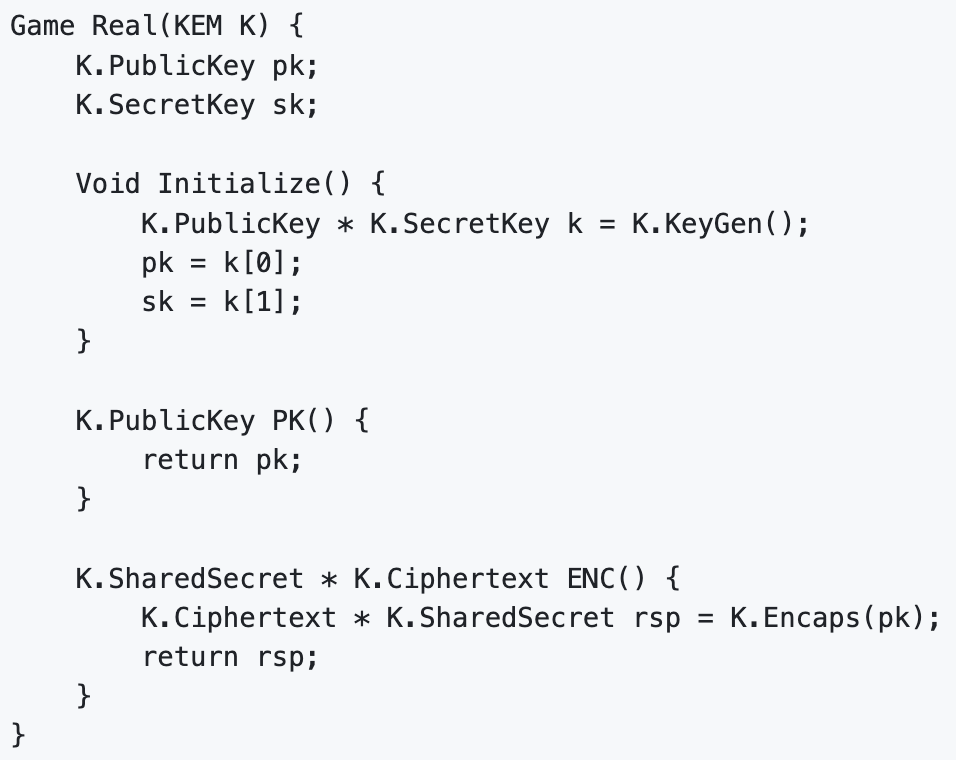 Game Real(KEM K) {
    K.PublicKey pk;
    K.SecretKey sk;

    Void Initialize() {
        K.PublicKey * K.SecretKey k = K.KeyGen();
        pk = k[0];
        sk = k[1];
    }

    K.PublicKey PK() {
        return pk;
    }

    K.SharedSecret * K.Ciphertext ENC() {
        K.Ciphertext * K.SharedSecret rsp = K.Encaps(pk);
        return rsp;
    }
}